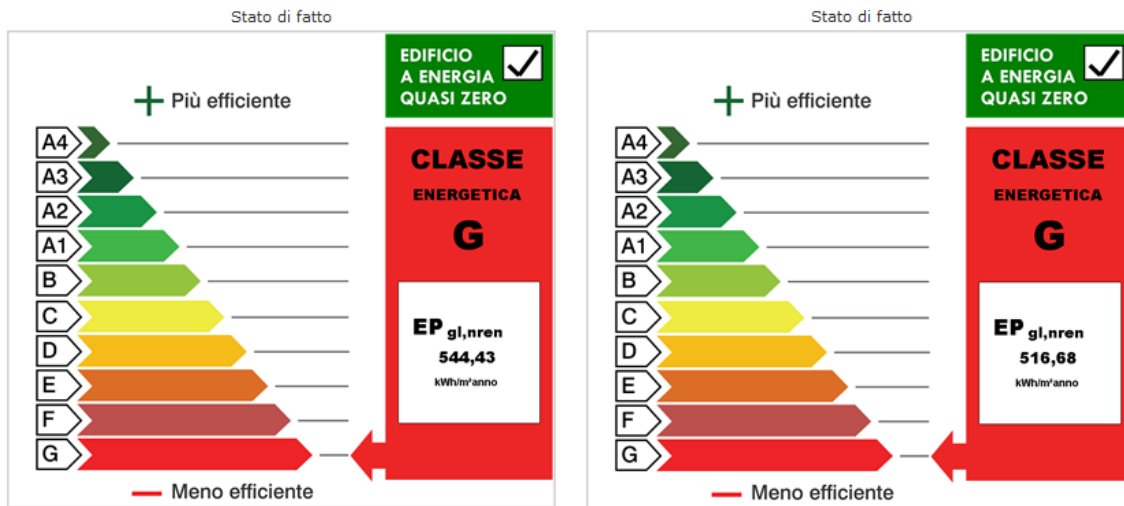 Stato di fatto
EDIFICIO
A ENERGIA
QUASI ZERO
Più efficiente
A4
A3
A2
A1
B
C
D
E
F
G
Meno efficiente
CLASSE
ENERGETICA
G
EP gl,nren
544,43
kWh/m²anno
Stato di fatto
EDIFICIO
A ENERGIA
QUASI ZERO
Più efficiente
A4
A3
A2
A1
B
C
D
E
F
G
Meno efficiente
CLASSE
ENERGETICA
G
EP gl,nren
516,68
kWh/m²anno